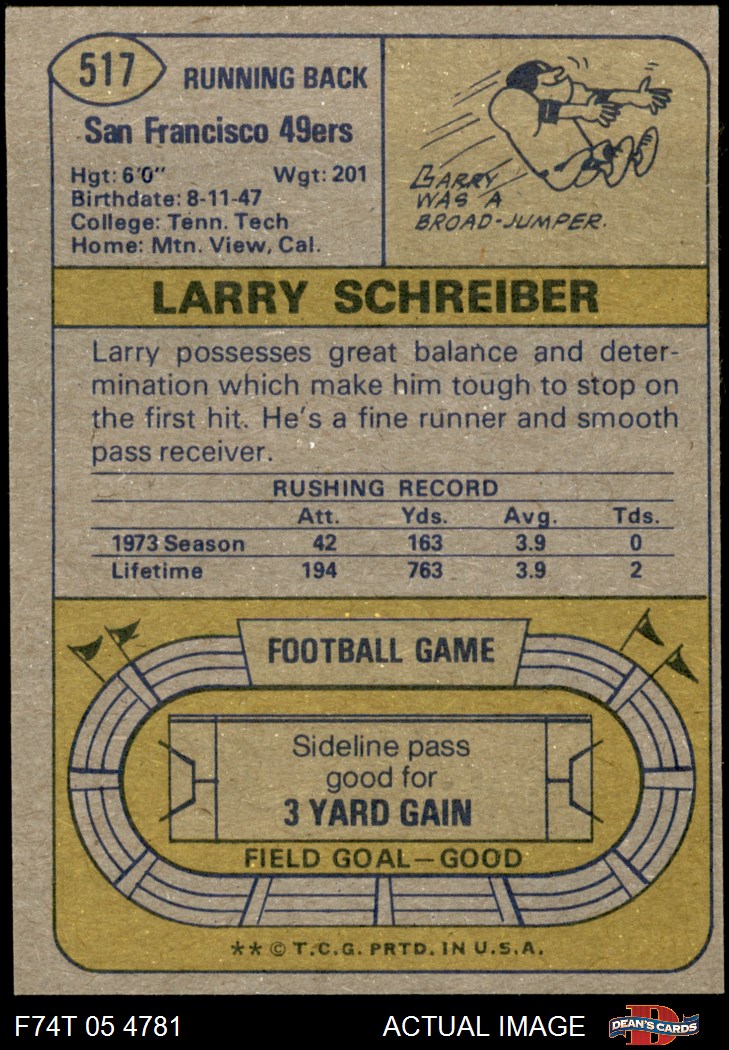 517
RUNNING BACK
San Francisco 49ers
Hgt: 6'0" Wgt: 201
Birthdate: 8-11-47
College: Tenn. Tech
Home: Mtn. View, Cal.
LARRY
WAS A
BROAD-JUMPER.
LARRY SCHREIBER
Larry possesses great balance and deter-
mination which make him tough to stop on
the first hit. He's a fine runner and smooth
pass receiver.
RUSHING RECORD
Att. Yds. Avg. Tds.
1973 Season 42 163 3.9 0
Lifetime 194 763 3.9 2
FOOTBALL GAME
Sideline pass
good for
3 YARD GAIN
FIELD GOAL—GOOD
** © T.C.G. PRTD. IN U.S.A.
F74T 05 4781 ACTUAL IMAGE
D
DEAN'S CARDS